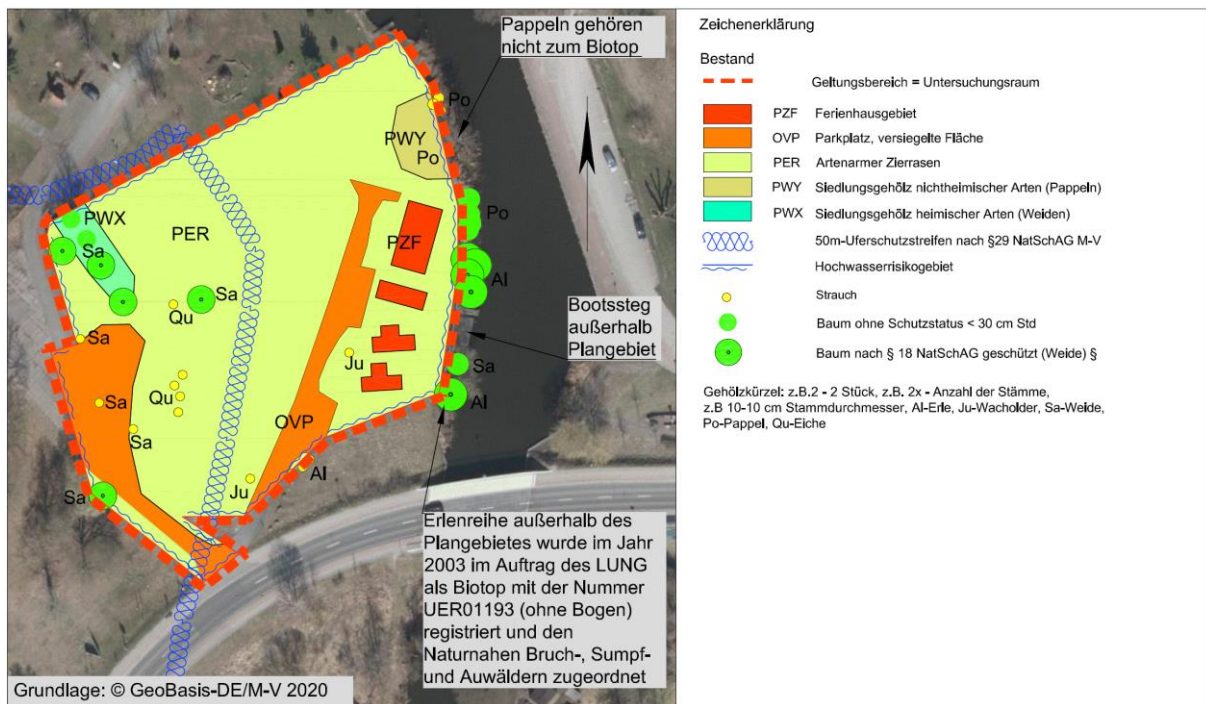 Pappeln gehören
nicht zum Biotop
Po
PWY
Po
PWX
Sa
PER
PZF
Po
Al
Sa
Qu
Bootssteg
außerhalb
Plangebiet
Sa
Ju
Sa
Qu
Sa
Al
Sa
OVP
Sa
Ju
Al
Erlenreihe außerhalb des
Plangebietes wurde im Jahr
2003 im Auftrag des LUNG
als Biotop mit der Nummer
UER01193 (ohne Bogen)
registriert und den
Naturnahen Bruch-, Sumpf-
und Auwäldern zugeordnet
Grundlage: © GeoBasis-DE/M-V 2020
Zeichenerklärung
Bestand
Geltungsbereich = Untersuchungsraum
PZF Ferienhausgebiet
OVP Parkplatz, versiegelte Fläche
PER Artenarmer Zierrasen
PWY Siedlungsgehölz nichtheimischer Arten (Pappeln)
PWX Siedlungsgehölz heimischer Arten (Weiden)
50m-Uferschutzstreifen nach §29 NatSchAG M-V
Hochwasserrisikogebiet
Strauch
Baum ohne Schutzstatus < 30 cm Std
Baum nach § 18 NatSchAG geschützt (Weide) §
Gehölzkürzel: z.B.2 - 2 Stück, z.B. 2x - Anzahl der Stämme,
z.B 10-10 cm Stammdurchmesser, Al-Erle, Ju-Wacholder, Sa-Weide,
Po-Pappel, Qu-Eiche